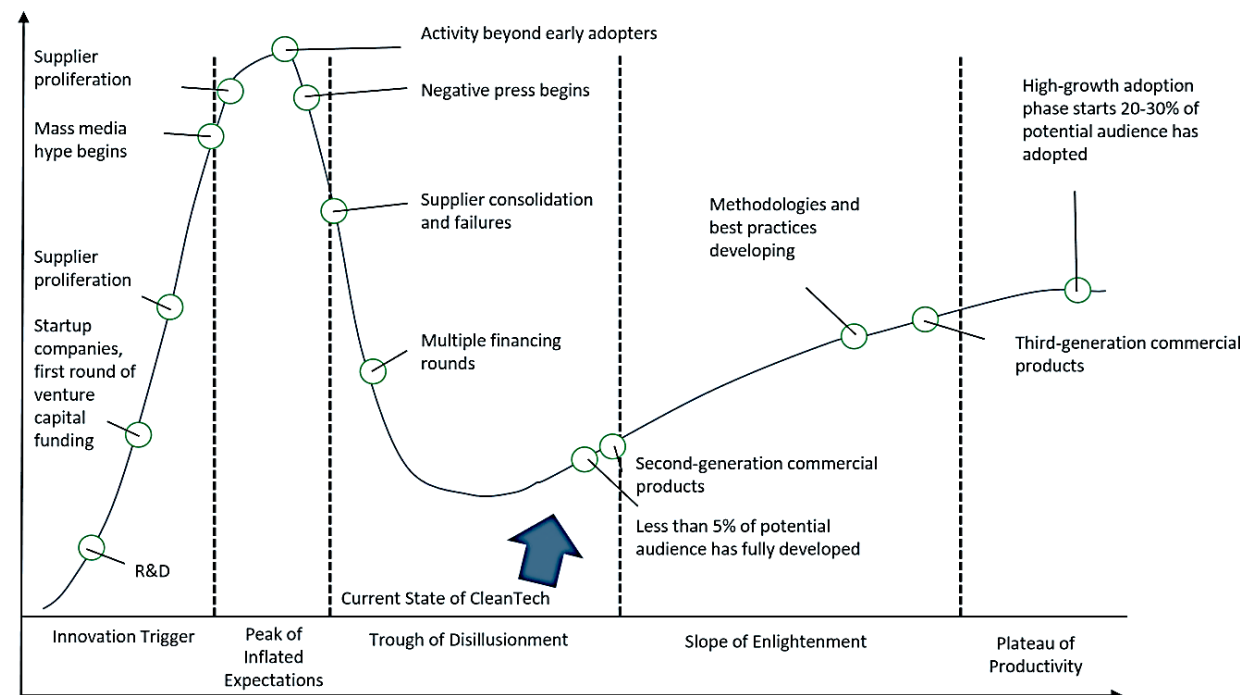 Supplier
proliferation
Mass media
hype begins
Supplier
proliferation
Startup
companies,
first round of
venture
capital
funding
R&D
Activity beyond early adopters
Negative press begins
Supplier consolidation
and failures
Multiple financing
rounds
Current State of CleanTech
Second-generation commercial
products
Less than 5% of potential
audience has fully developed
Methodologies and
best practices
developing
High-growth adoption
phase starts 20-30% of
potential audience has
adopted
Third-generation commercial
products
Innovation Trigger
Peak of
Inflated
Expectations
Trough of Disillusionment
Slope of Enlightenment
Plateau of
Productivity